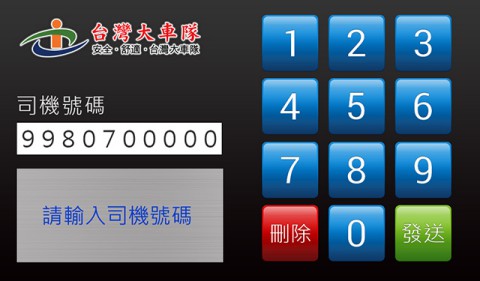 台灣大車隊
安全·舒適·台灣大車隊
司機號碼
9980700000
請輸入司機號碼
1 2 3
4 5 6
7 8 9
刪除 0 發送